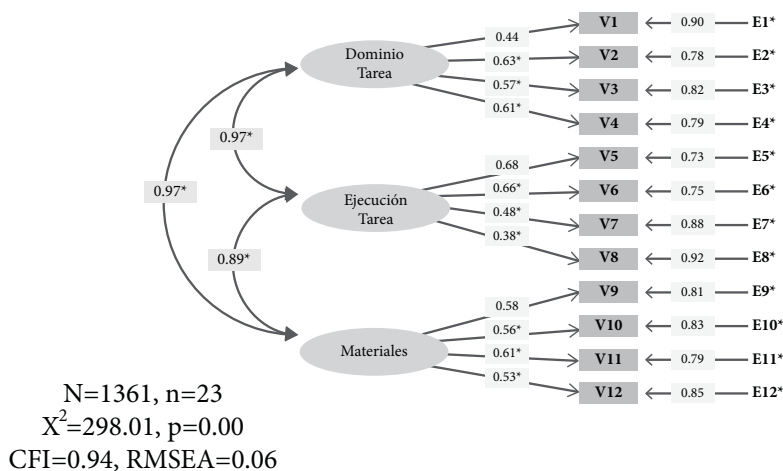 0.44 V1 0.90 E1*
Dominio
Tarea
0.63* V2 0.78 E2*
0.57* V3 0.82 E3*
0.61* V4 0.79 E4*
0.97*
0.68 V5 0.73 E5*
0.97*
Ejecución
Tarea
0.66* V6 0.75 E6*
0.48* V7 0.88 E7*
0.38* V8 0.92 E8*
0.89*
0.58 V9 0.81 E9*
Materiales
0.56* V10 0.83 E10*
0.61* V11 0.79 E11*
0.53* V12 0.85 E12*
N=1361, n=23
X²=298.01, p=0.00
CFI=0.94, RMSEA=0.06